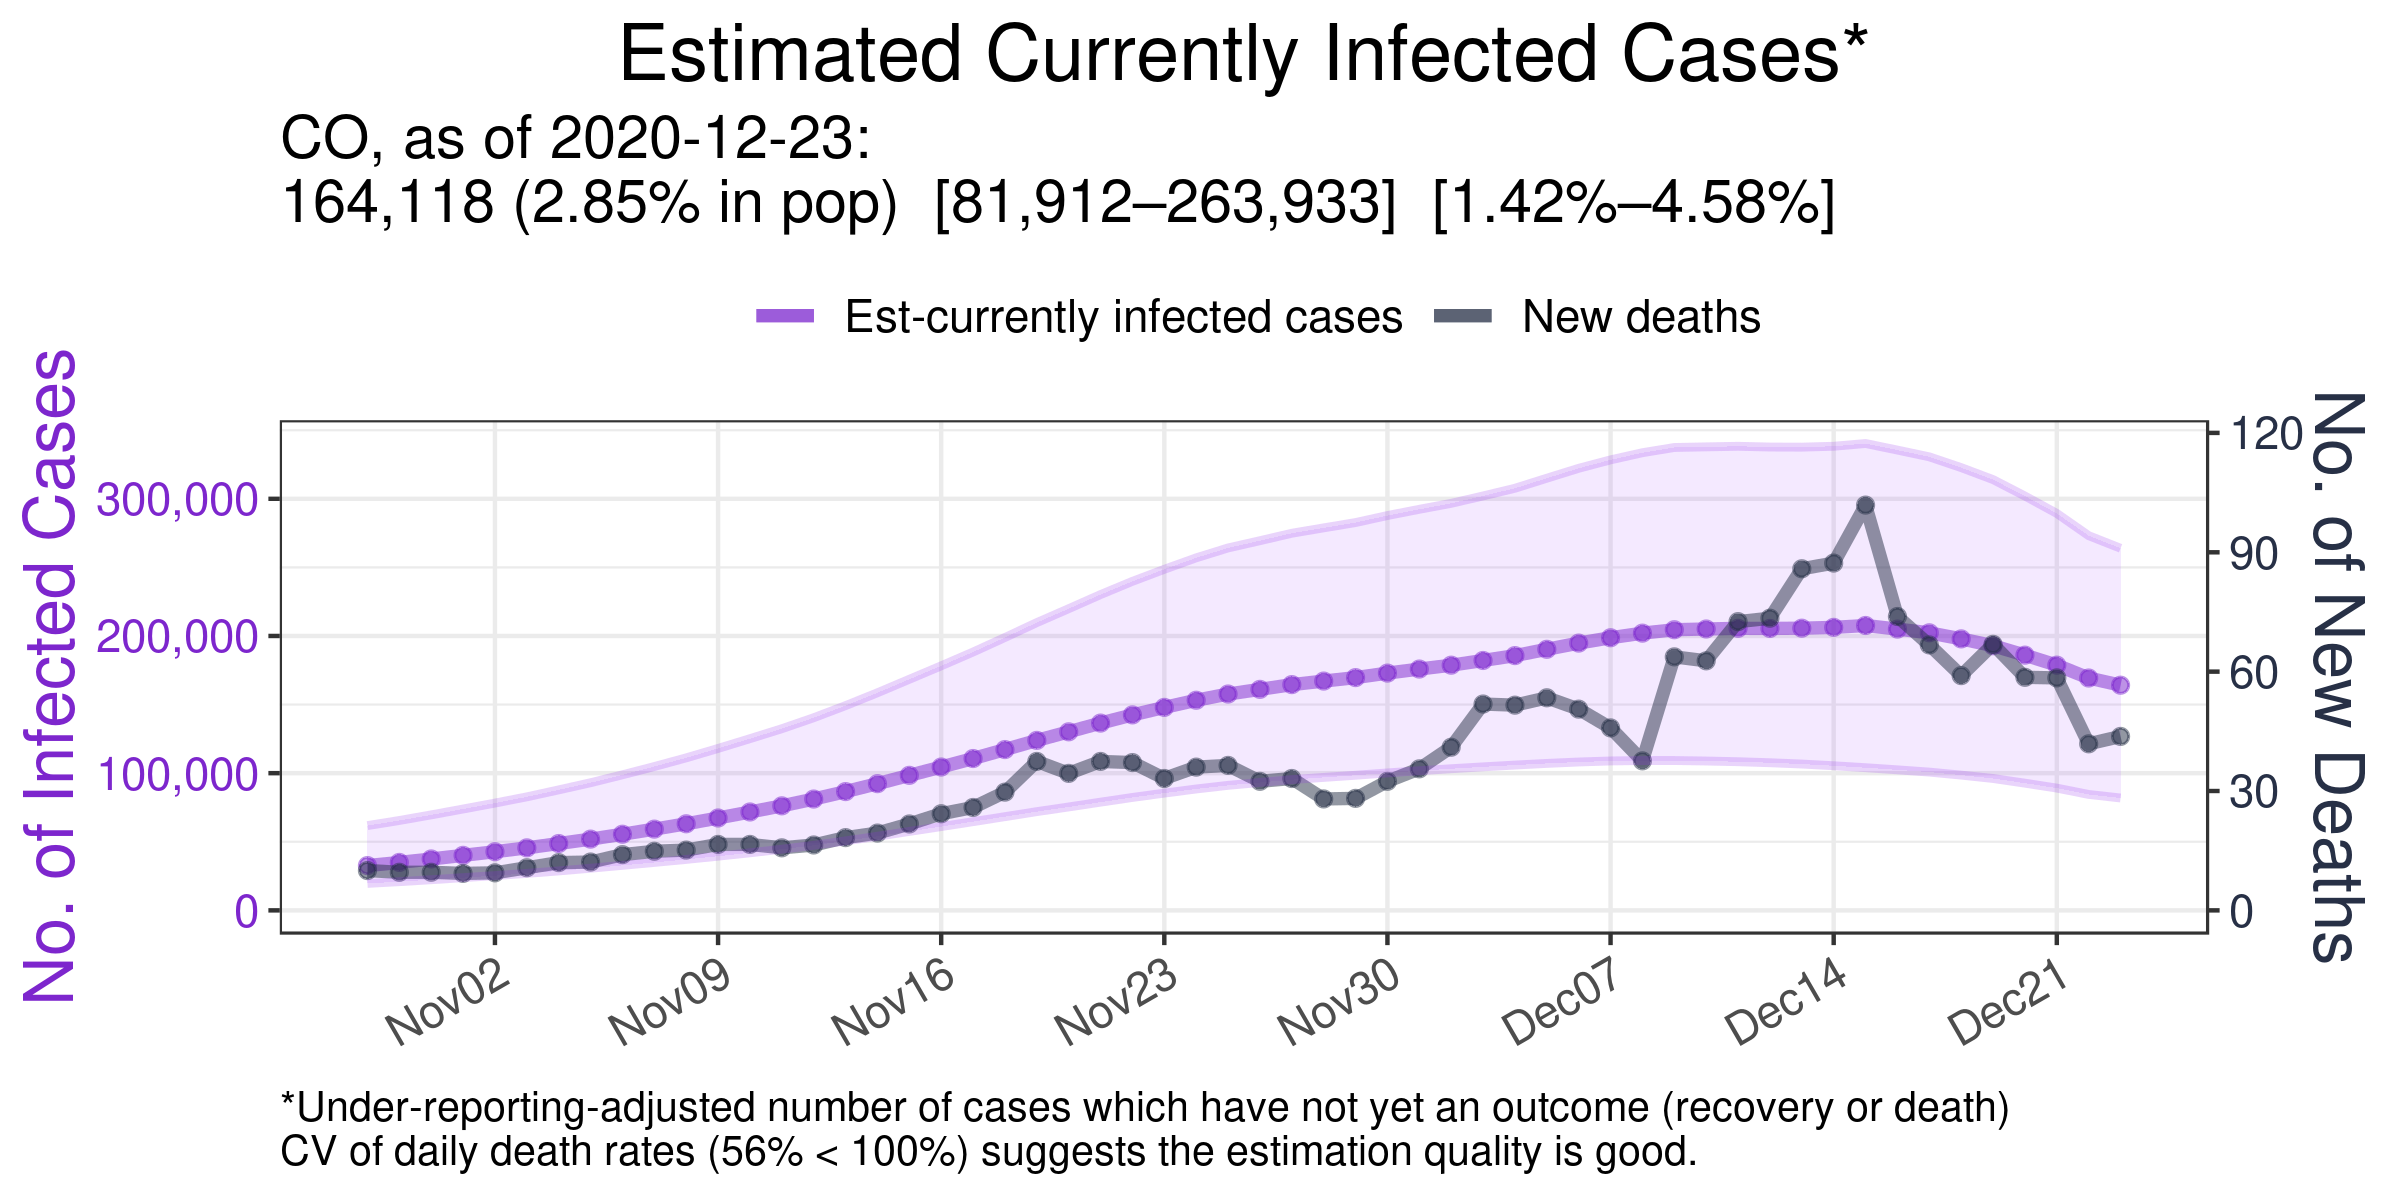 Estimated Currently Infected Cases*
CO, as of 2020-12-23:
164,118 (2.85% in pop)  [81,912–263,933]  [1.42%–4.58%]
Est-currently infected cases
New deaths
No. of Infected Cases
300,000
200,000
100,000
0
120
90
60
30
0
No. of New Deaths
Nov02
Nov09
Nov16
Nov23
Nov30
Dec07
Dec14
Dec21
*Under-reporting-adjusted number of cases which have not yet an outcome (recovery or death)
CV of daily death rates (56% < 100%) suggests the estimation quality is good.